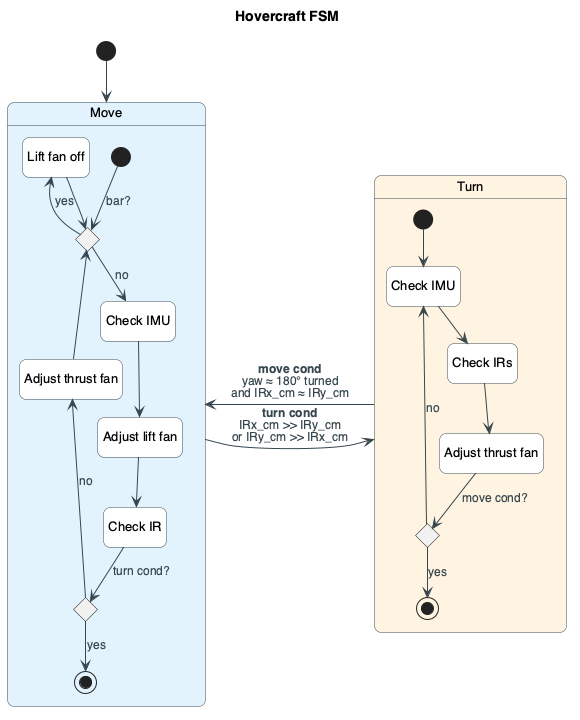 Hovercraft FSM
Move
Lift fan off
yes
bar?
no
Check IMU
Adjust thrust fan
Adjust lift fan
no
Check IR
turn cond?
yes
move cond
yaw ≈ 180° turned
and IRx_cm ≈ IRy_cm
turn cond
IRx_cm >> IRy_cm
or IRy_cm >> IRx_cm
Turn
Check IMU
Check IRs
no
Adjust thrust fan
move cond?
yes